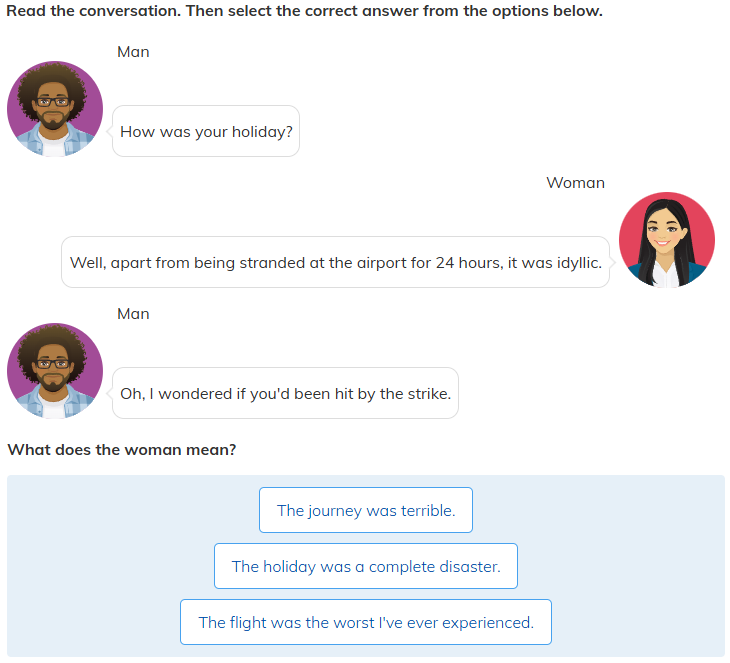 Read the conversation. Then select the correct answer from the options below.
Man
How was your holiday?
Woman
Well, apart from being stranded at the airport for 24 hours, it was idyllic.
Man
Oh, I wondered if you'd been hit by the strike.
What does the woman mean?
The journey was terrible.
The holiday was a complete disaster.
The flight was the worst I've ever experienced.